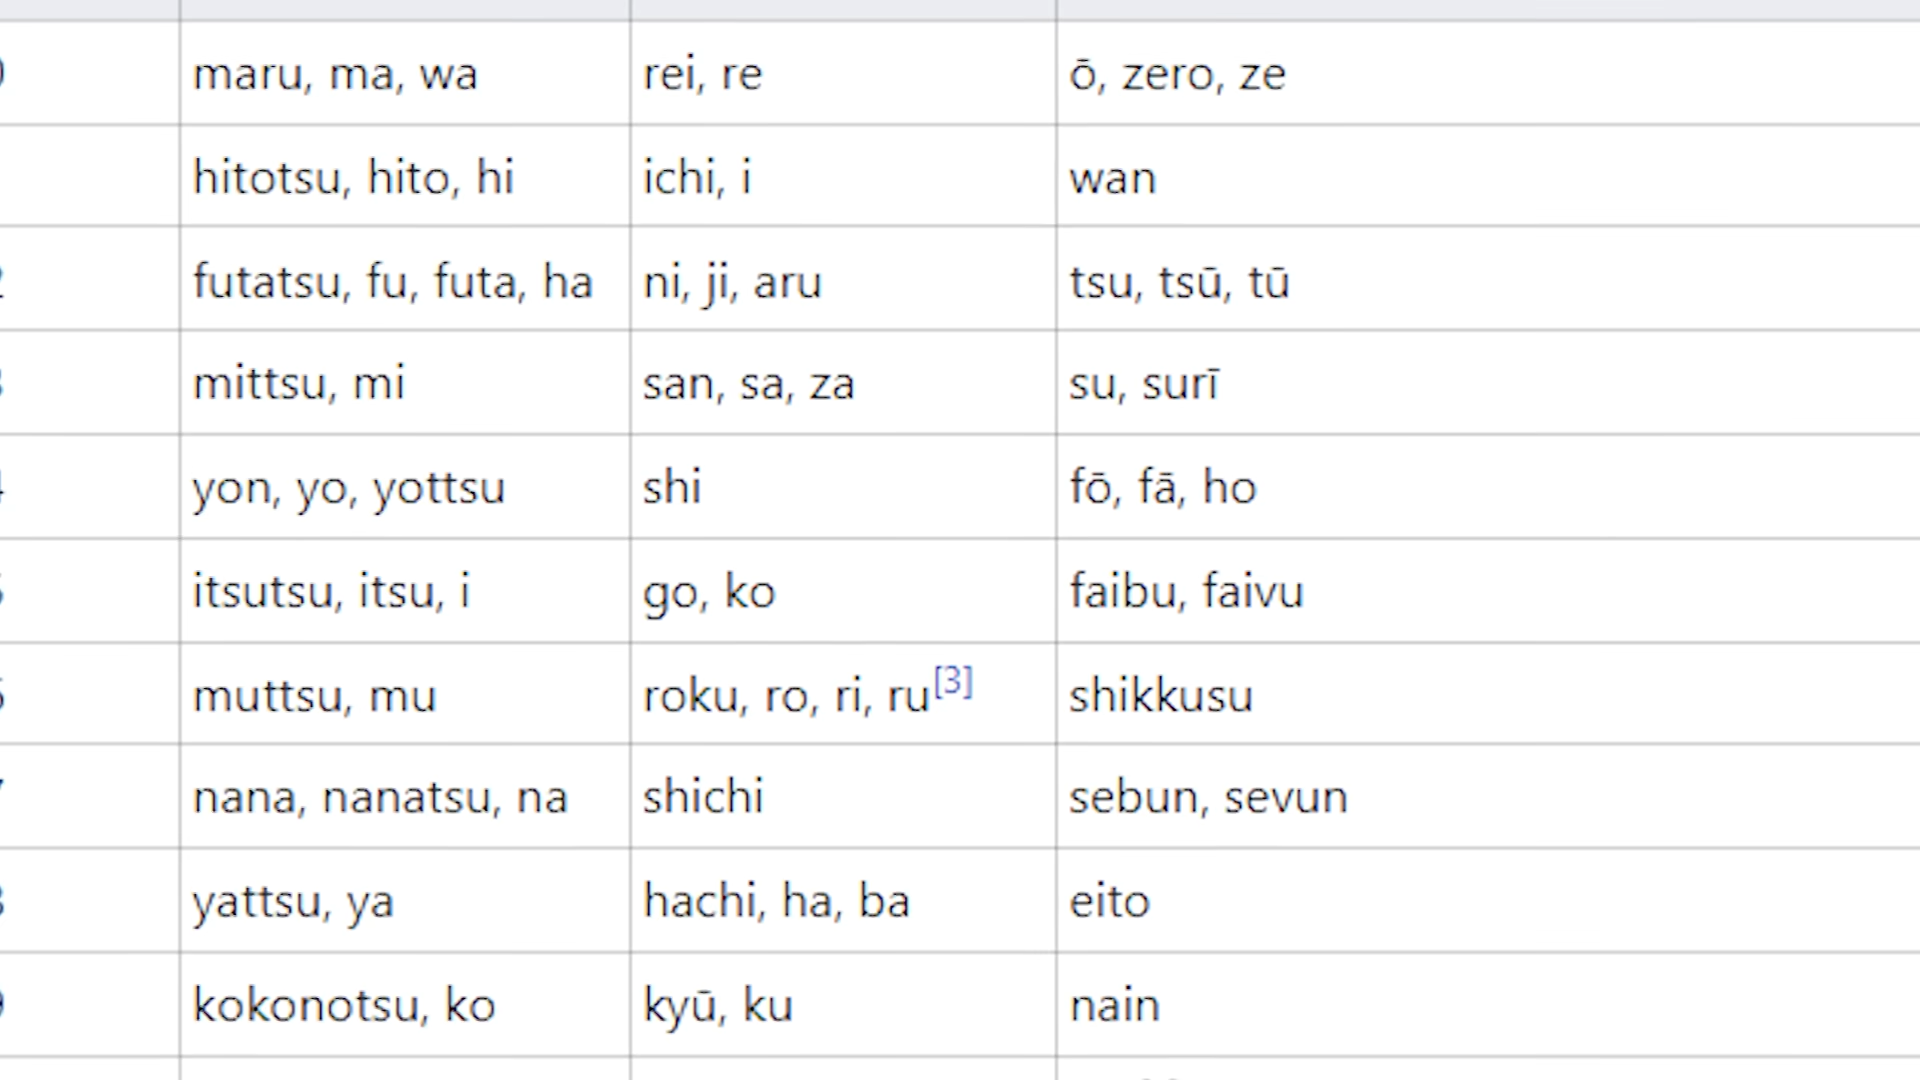 maru, ma, wa rei, re ō, zero, ze
hitotsu, hito, hi ichi, i wan
futatsu, fu, futa, ha ni, ji, aru tsu, tsū, tū
mittsu, mi san, sa, za su, surī
yon, yo, yottsu shi fō, fā, ho
itsutsu, itsu, i go, ko faibu, faivu
muttsu, mu roku, ro, ri, ru[3] shikkusu
nana, nanatsu, na shichi sebun, sevun
yattsu, ya hachi, ha, ba eito
kokonotsu, ko kyū, ku nain